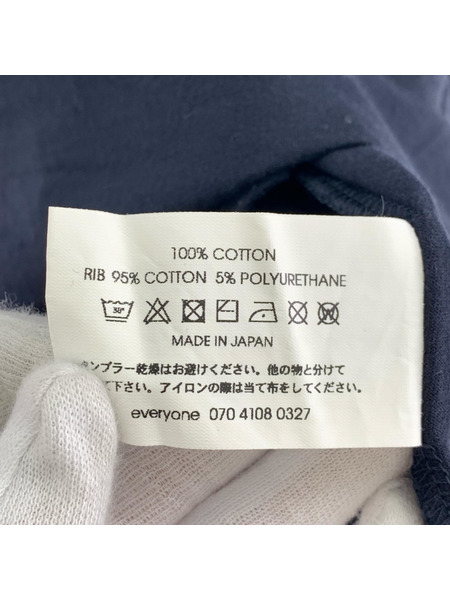 100% COTTON
RIB 95% COTTON 5% POLYURETHANE
30°
MADE IN JAPAN
ンブラー乾燥はお避けください。他の物と分けて
下さい。アイロンの際は当て布をしてください。
everyone 070 4108 0327